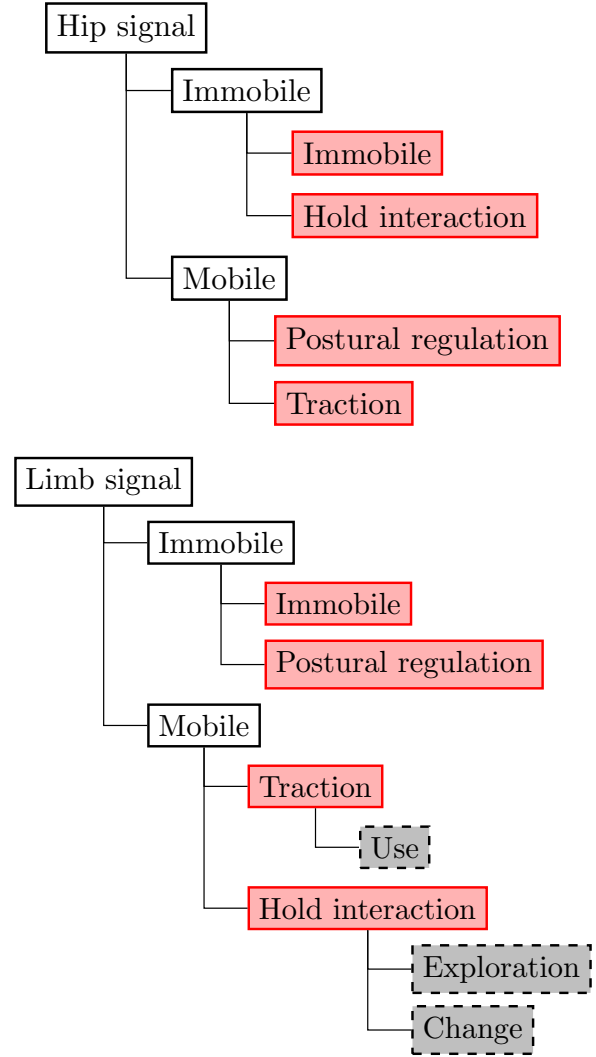 Hip signal
Immobile
Immobile
Hold interaction
Mobile
Postural regulation
Traction
Limb signal
Immobile
Immobile
Postural regulation
Mobile
Traction
Use
Hold interaction
Exploration
Change